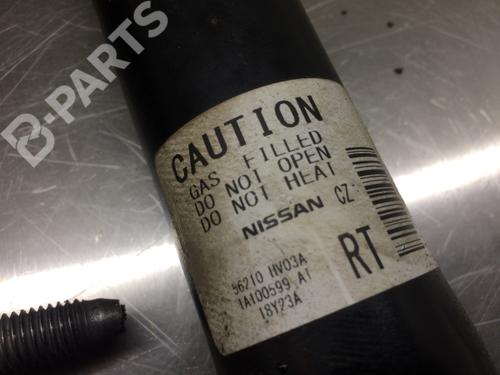 B-PARTS
CAUTION
GAS FILLED
DO NOT OPEN
DO NOT HEAT
NISSAN CZ
56210 HV03A
1A100599 A1
18Y23A
RT